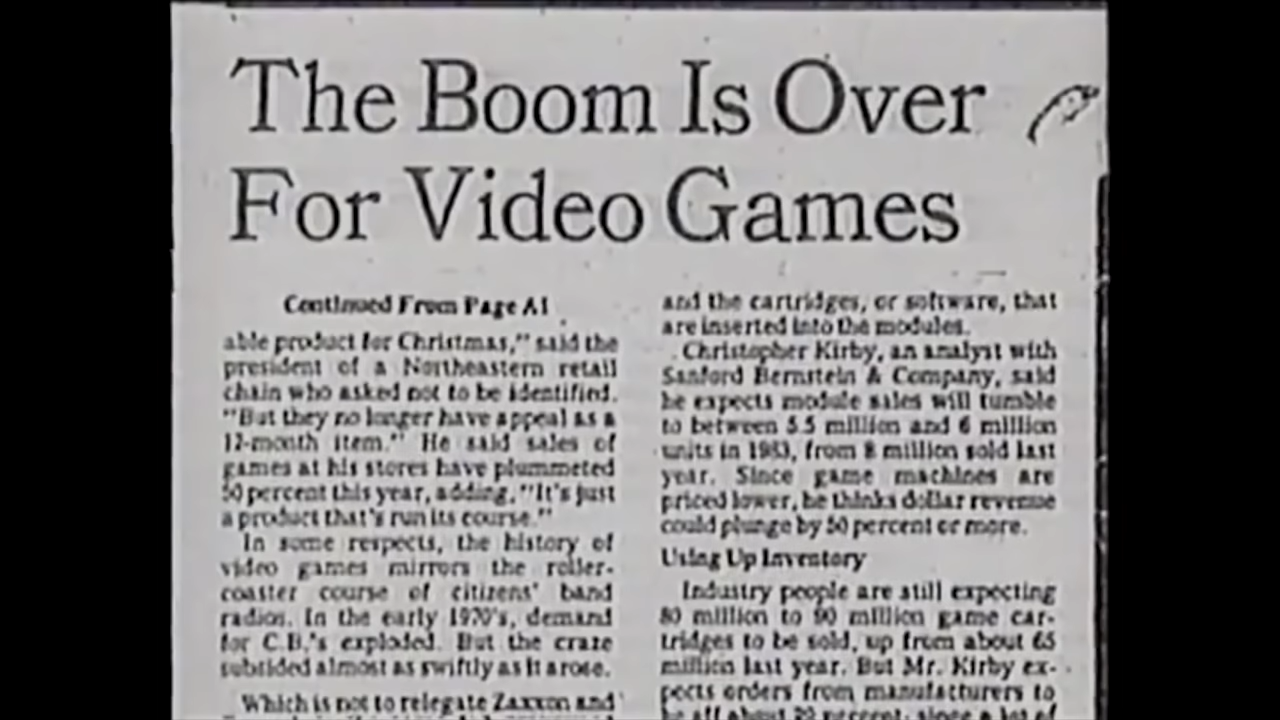 The Boom Is Over
For Video Games
Continued From Page A1
able product for Christmas," said the
president of a Northeastern retail
chain who asked not to be identified.
"But they no longer have appeal as a
12-month item." He said sales of
games at his stores have plummeted
50 percent this year, adding, "It's just
a product that's run its course."
In some respects, the history of
video games mirrors the roller-
coaster course of citizens' band
radios. In the early 1970's, demand
for C.B.'s exploded. But the craze
subsided almost as swiftly as it arose.
Which is not to relegate Zaxxon and
and the cartridges, or software, that
are inserted into the modules.
Christopher Kirby, an analyst with
Sanford Bernstein & Company, said
he expects module sales will tumble
to between 5.5 million and 6 million
units in 1983, from 8 million sold last
year. Since game machines are
priced lower, he thinks dollar revenue
could plunge by 50 percent or more.
Using Up Inventory
Industry people are still expecting
80 million to 90 million game car-
tridges to be sold, up from about 65
million last year. But Mr. Kirby ex-
pects orders from manufacturers to
be off about 20 percent, since a lot of